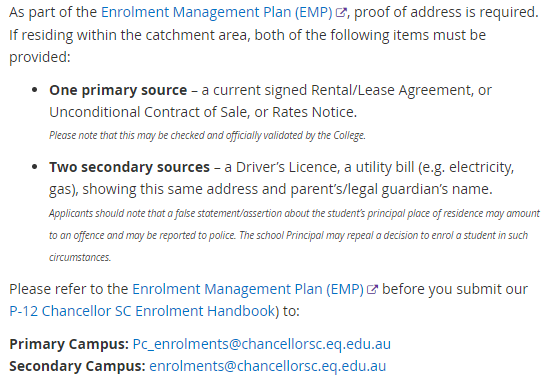 As part of the Enrolment Management Plan (EMP), proof of address is required.
If residing within the catchment area, both of the following items must be
provided:
• One primary source – a current signed Rental/Lease Agreement, or
Unconditional Contract of Sale, or Rates Notice.
Please note that this may be checked and officially validated by the College.
• Two secondary sources – a Driver's Licence, a utility bill (e.g. electricity,
gas), showing this same address and parent's/legal guardian's name.
Applicants should note that a false statement/assertion about the student's principal place of residence may amount
to an offence and may be reported to police. The school Principal may repeal a decision to enrol a student in such
circumstances.
Please refer to the Enrolment Management Plan (EMP) before you submit our
P-12 Chancellor SC Enrolment Handbook) to:
Primary Campus: Pc_enrolments@chancellorsc.eq.edu.au
Secondary Campus: enrolments@chancellorsc.eq.edu.au